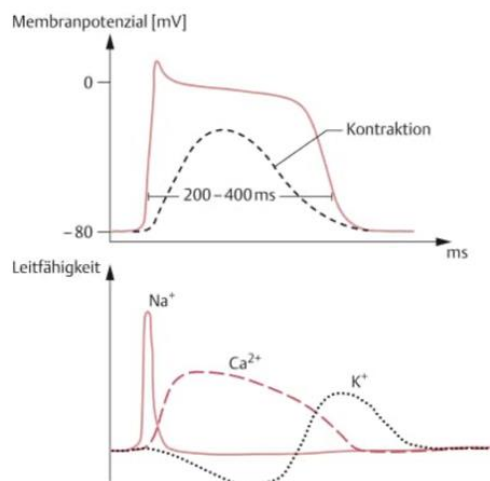 Membranpotenzial [mV]
0
Kontraktion
200–400 ms
–80
ms
Leitfähigkeit
Na⁺
Ca²⁺
K⁺